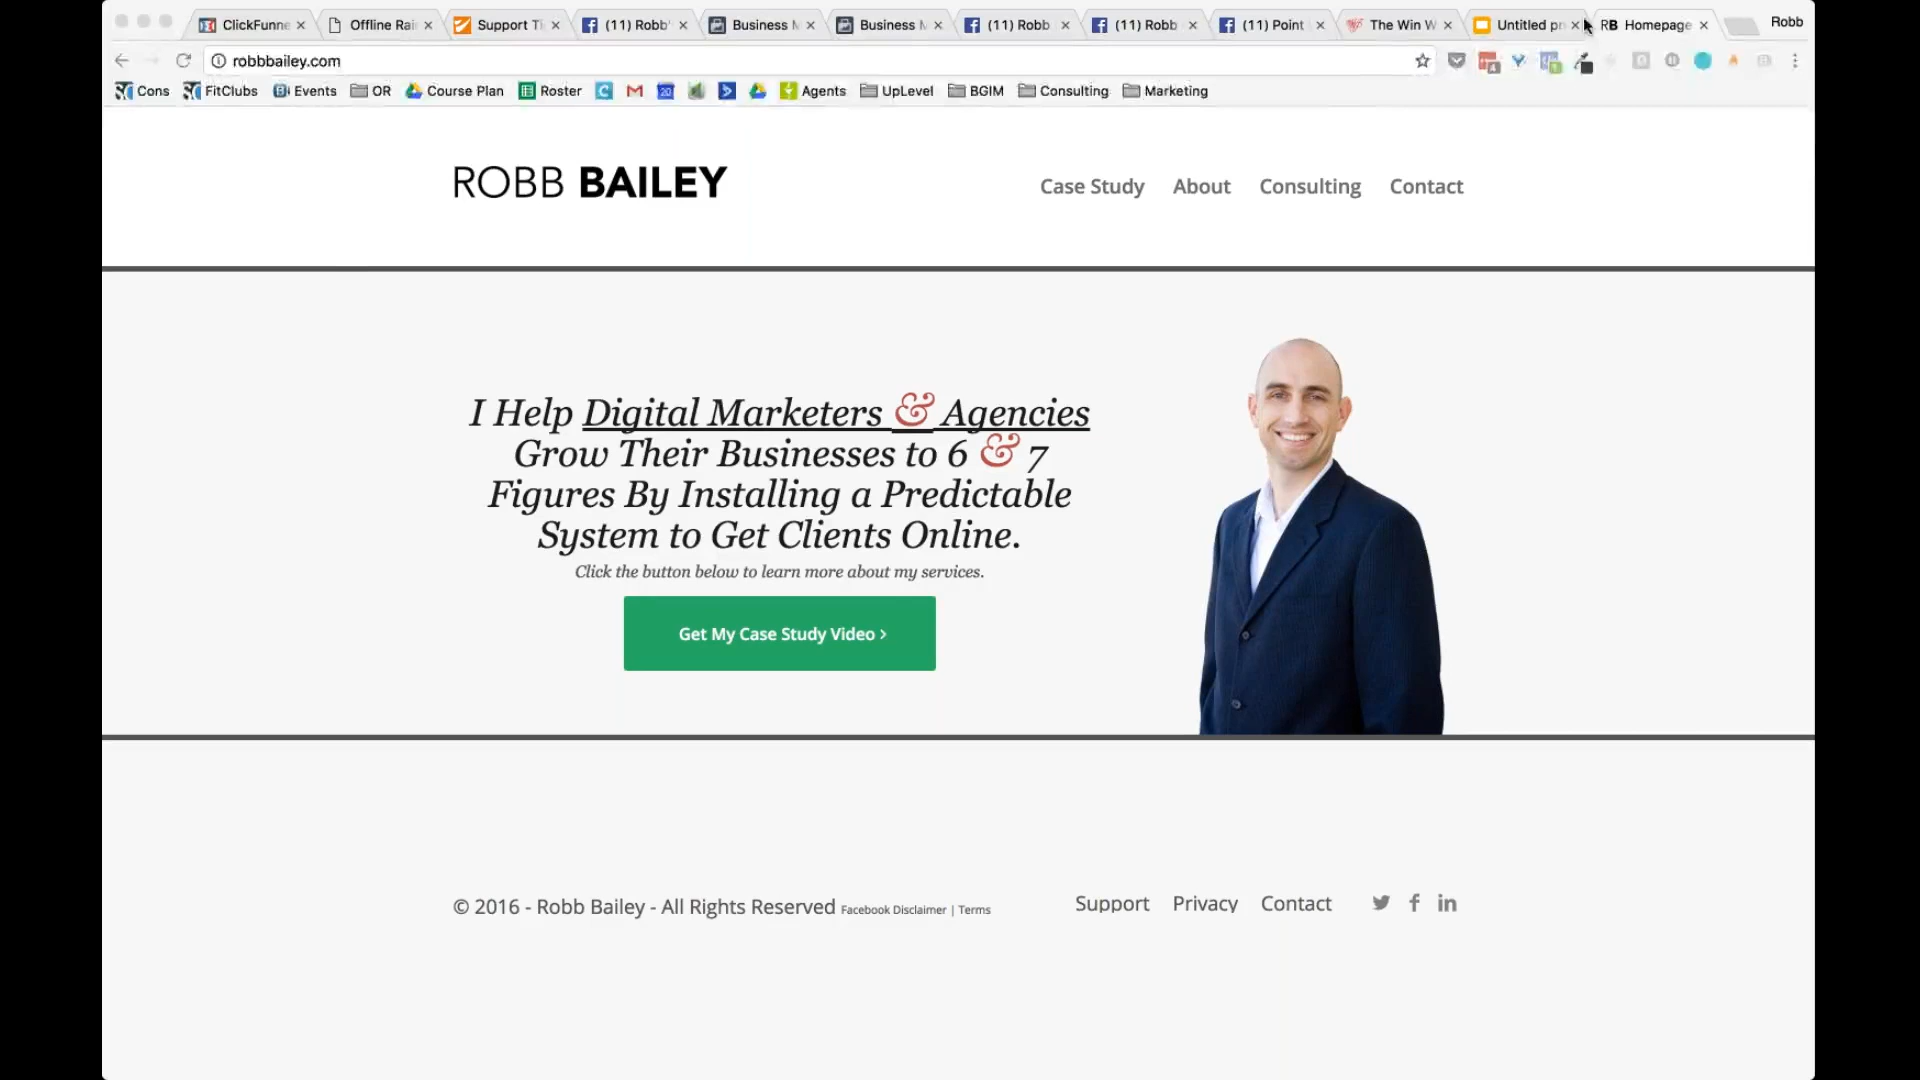 ClickFunne
Offline Rai
Support Ti
(11) Robb'
Business M
Business M
(11) Robb
(11) Robb
(11) Point
The Win W
Untitled pr
RB Homepage
Robb
robbbailey.com
Cons FitClubs Events OR Course Plan Roster Agents UpLevel BGIM Consulting Marketing
ROBB BAILEY
Case Study About Consulting Contact
I Help Digital Marketers & Agencies
Grow Their Businesses to 6 & 7
Figures By Installing a Predictable
System to Get Clients Online.
Click the button below to learn more about my services.
Get My Case Study Video ›
© 2016 - Robb Bailey - All Rights Reserved Facebook Disclaimer | Terms
Support Privacy Contact